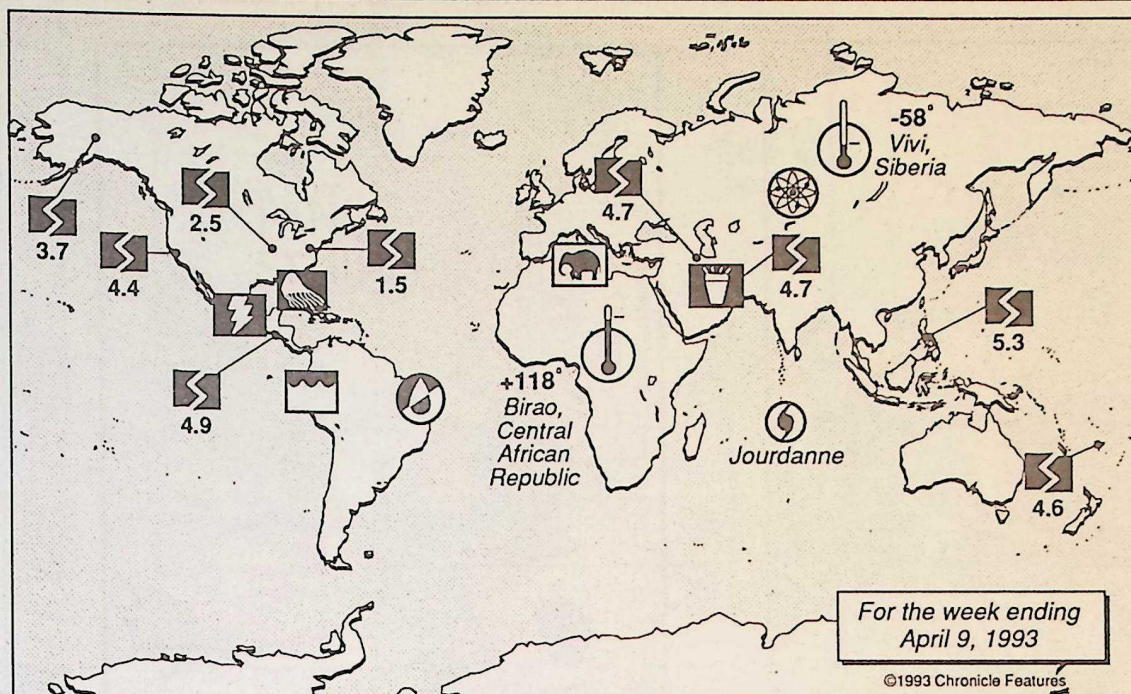 -58°
Vivi,
Siberia
3.7
2.5
4.4
1.5
4.7
4.7
5.3
4.9
+118°
Birao,
Central
African
Republic
Jourdanne
4.6
For the week ending
April 9, 1993
©1993 Chronicle Features